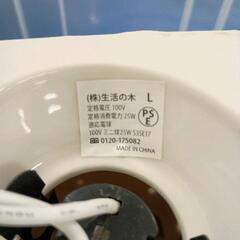 (株)生活の木 L
定格電圧 100V
定格消費電力 25W
適応電球
100V ミニ球25W S35E17
0120-175082
MADE IN CHINA
PSE